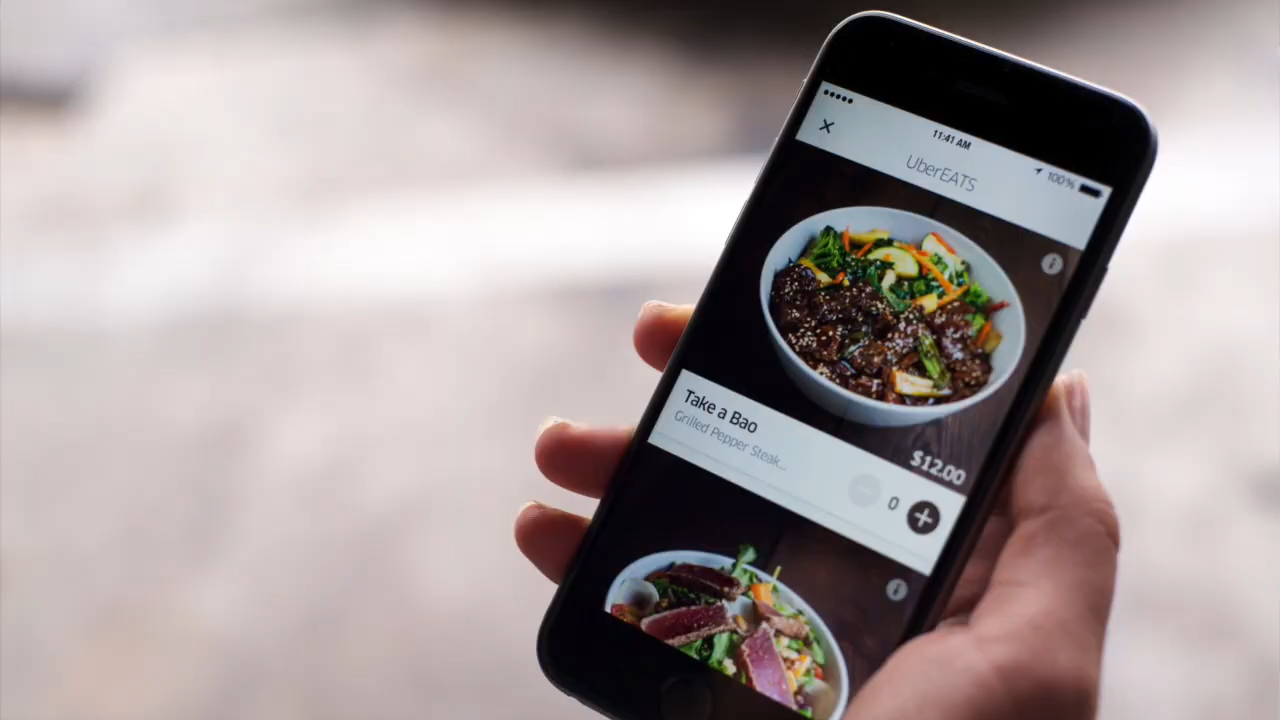 11:41 AM
100%
UberEATS
Take a Bao
Grilled Pepper Steak...
$12.00
0